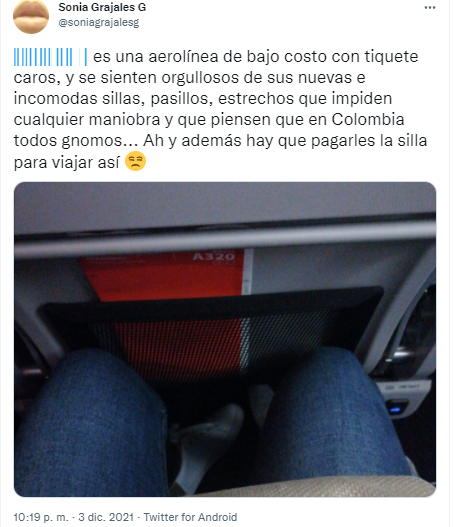 Sonia Grajales G
@soniagrajalesg
es una aerolínea de bajo costo con tiquete
caros, y se sienten orgullosos de sus nuevas e
incomodas sillas, pasillos, estrechos que impiden
cualquier maniobra y que piensen que en Colombia
todos gnomos... Ah y además hay que pagarles la silla
para viajar así 😒
A320
10:19 p. m. · 3 dic. 2021 · Twitter for Android